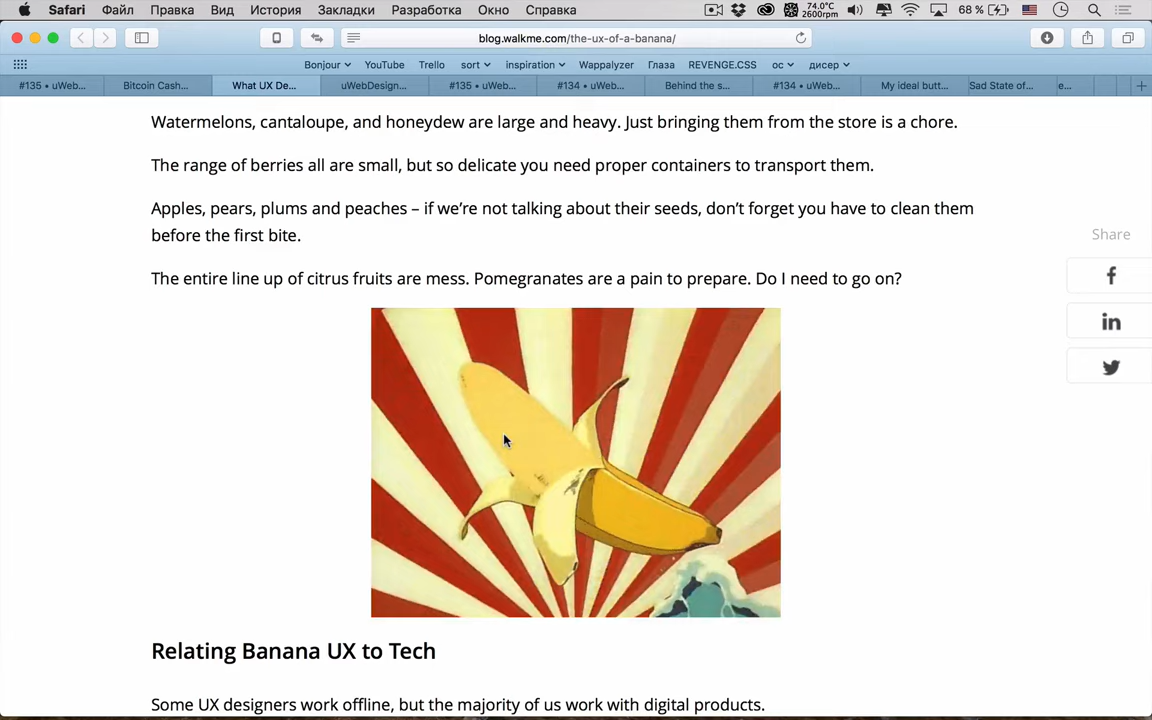 Safari Файл Правка Вид История Закладки Разработка Окно Справка 74.0°C 2600rpm 68 %
blog.walkme.com/the-ux-of-a-banana/
Bonjour YouTube Trello sort inspiration Wappalyzer Глаза REVENGE.CSS ос дисер
#135 • uWeb... Bitcoin Cash... What UX De... uWebDesign... #135 • uWeb... #134 • uWeb... Behind the s... #134 • uWeb... My ideal butt... Sad State of... e...
Watermelons, cantaloupe, and honeydew are large and heavy. Just bringing them from the store is a chore.
The range of berries all are small, but so delicate you need proper containers to transport them.
Apples, pears, plums and peaches – if we're not talking about their seeds, don't forget you have to clean them
before the first bite.
Share
The entire line up of citrus fruits are mess. Pomegranates are a pain to prepare. Do I need to go on?
Relating Banana UX to Tech
Some UX designers work offline, but the majority of us work with digital products.